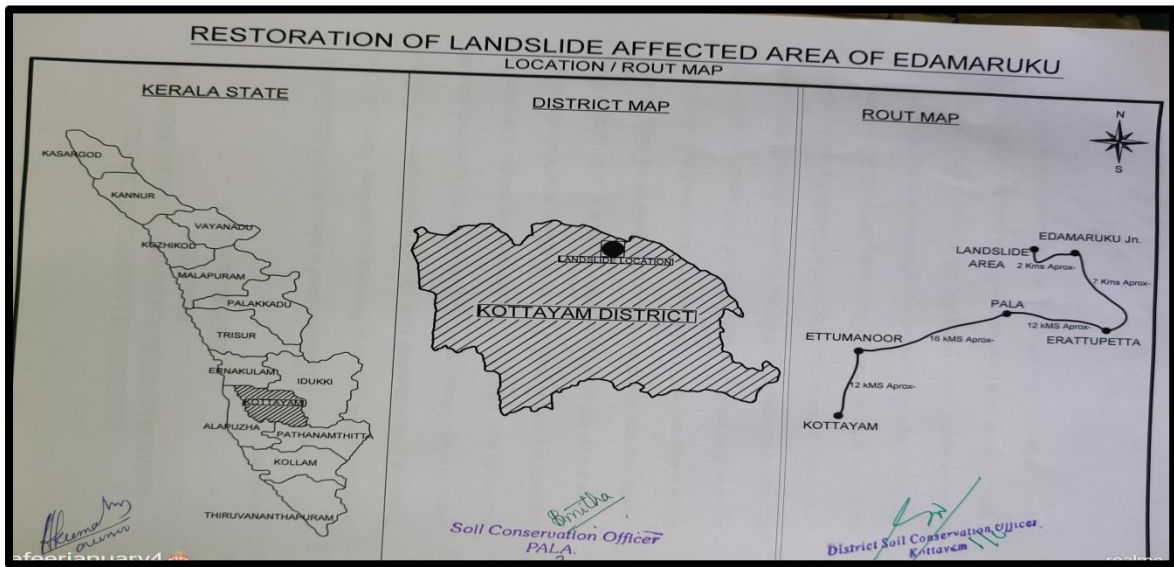 RESTORATION OF LANDSLIDE AFFECTED AREA OF EDAMARUKU
LOCATION / ROUT MAP
KERALA STATE
KASARGOD
KANNUR
VAYANADU
KOZHIKOD
MALAPURAM
PALAKKADU
TRISUR
ERNAKULAM
IDUKKI
KOTTAYAM
ALAPUZHA
PATHANAMTHITTA
KOLLAM
THIRUVANANTHAPURAM
DISTRICT MAP
LANDSLIDE LOCATION
KOTTAYAM DISTRICT
Soil Conservation Officer
PALA.
ROUT MAP
N
S
EDAMARUKU Jn.
LANDSLIDE
AREA
2 Kms Aprox-
7 Kms Aprox-
PALA
12 kMS Aprox-
ERATTUPETTA
ETTUMANOOR
16 kMS Aprox-
12 kMS Aprox-
KOTTAYAM
District Soil Conservation Officer
Kottayam